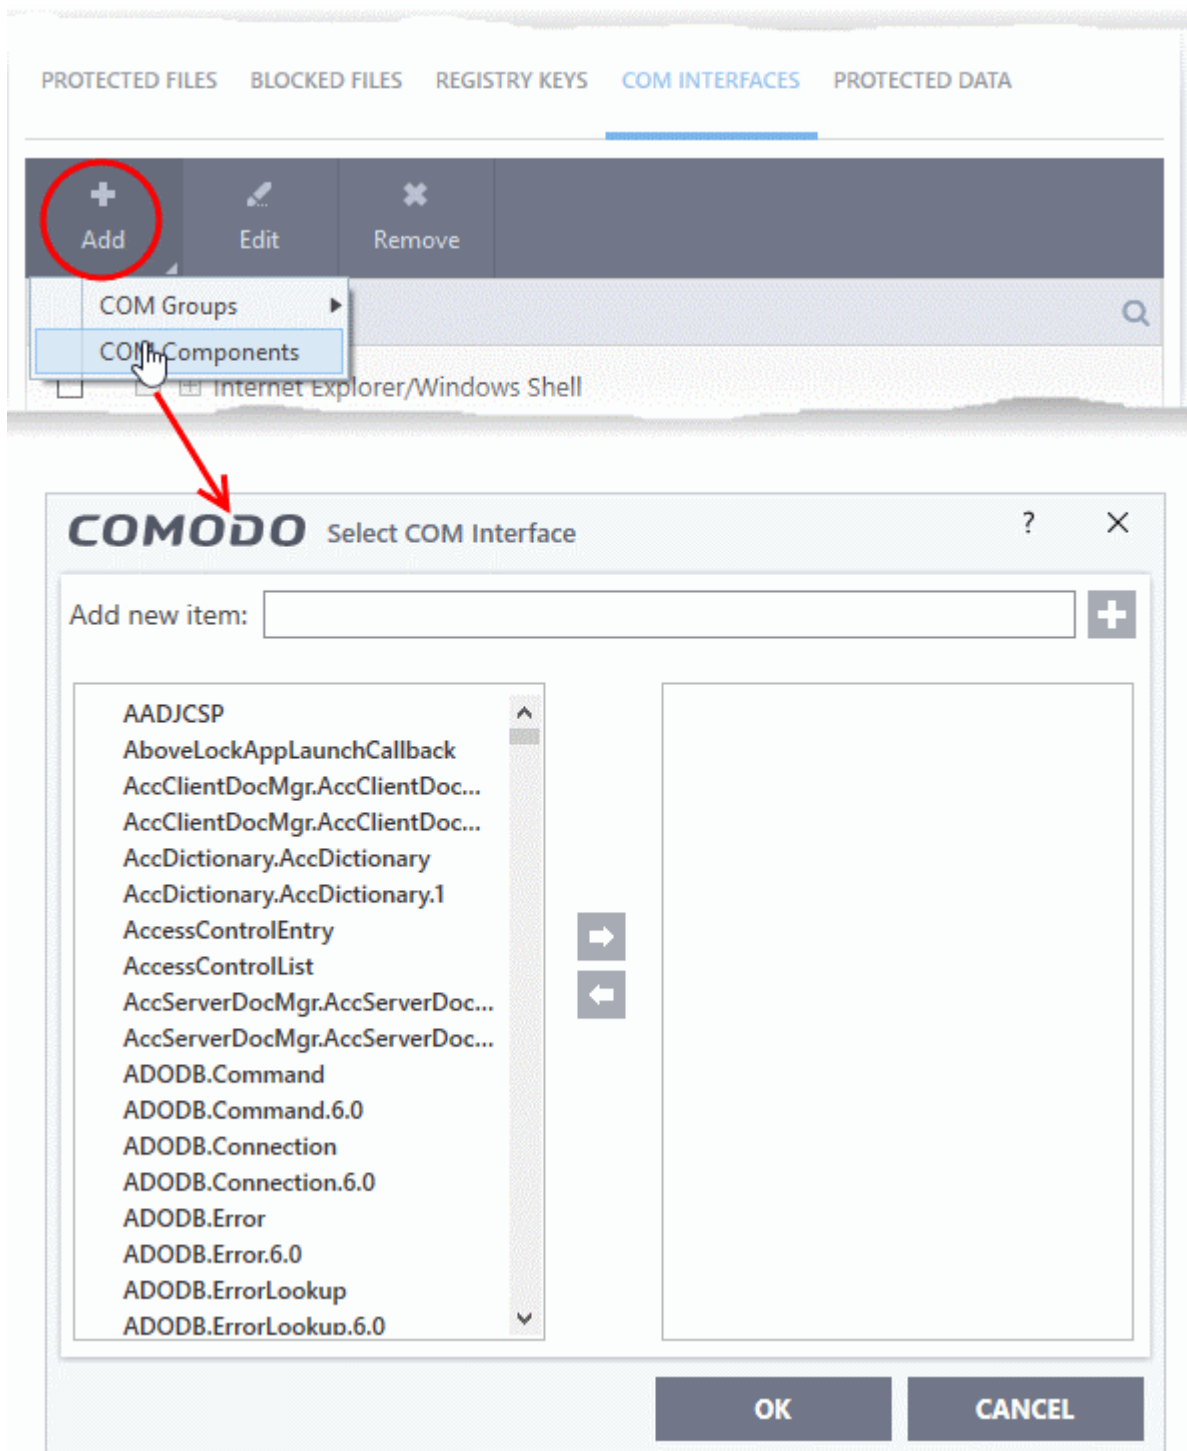 PROTECTED FILES BLOCKED FILES REGISTRY KEYS COM INTERFACES PROTECTED DATA
Add Edit Remove
COM Groups
COM Components
Internet Explorer/Windows Shell
COMODO Select COM Interface ?
Add new item:
AADJCSP
AboveLockAppLaunchCallback
AccClientDocMgr.AccClientDoc...
AccClientDocMgr.AccClientDoc...
AccDictionary.AccDictionary
AccDictionary.AccDictionary.1
AccessControlEntry
AccessControlList
AccServerDocMgr.AccServerDoc...
AccServerDocMgr.AccServerDoc...
ADODB.Command
ADODB.Command.6.0
ADODB.Connection
ADODB.Connection.6.0
ADODB.Error
ADODB.Error.6.0
ADODB.ErrorLookup
ADODB.ErrorLookup.6.0
OK CANCEL